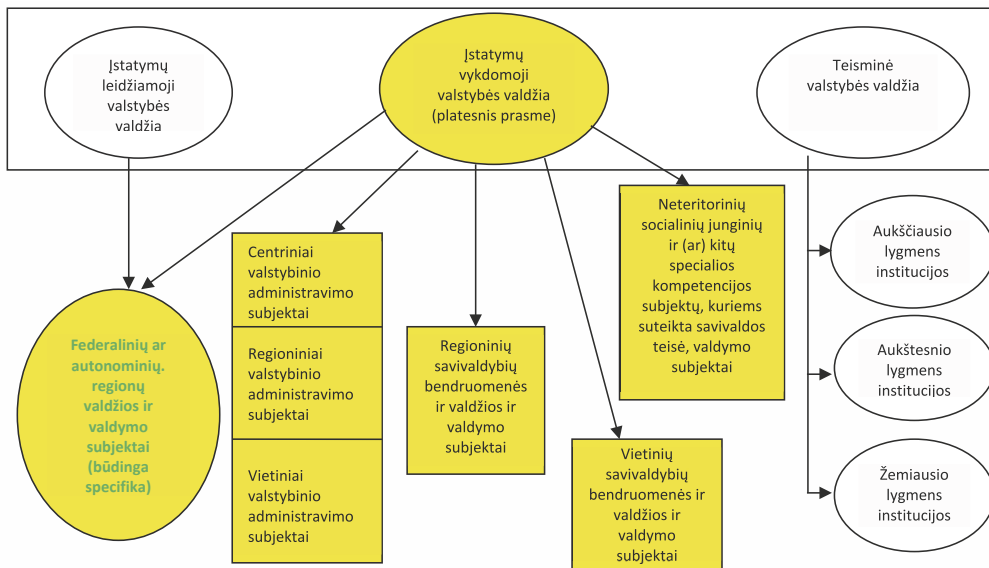 Įstatymų
leidžiamoji
valstybės
valdžia
Įstatymų
vykdomoji
valstybės valdžia
(platesnis prasme)
Teisminė
valstybės valdžia
Federalinių ar
autonominių.
regionų
valdžios ir
valdymo
subjektai
(būdinga
specifika)
Centriniai
valstybinio
administravimo
subjektai
Regioniniai
valstybinio
administravimo
subjektai
Vietiniai
valstybinio
administravimo
subjektai
Regioninių
savivaldybių
bendruomenės
ir valdžios ir
valdymo
subjektai
Vietinių
savivaldybių
bendruomenės ir
valdžios ir
valdymo
subjektai
Neteritorinių
socialinių junginių
ir (ar) kitų
specialios
kompetencijos
subjektų, kuriems
suteikta savivaldos
teisė, valdymo
subjektai
Aukščiausio
lygmens
institucijos
Aukštesnio
lygmens
institucijos
Žemiausio
lygmens
institucijos